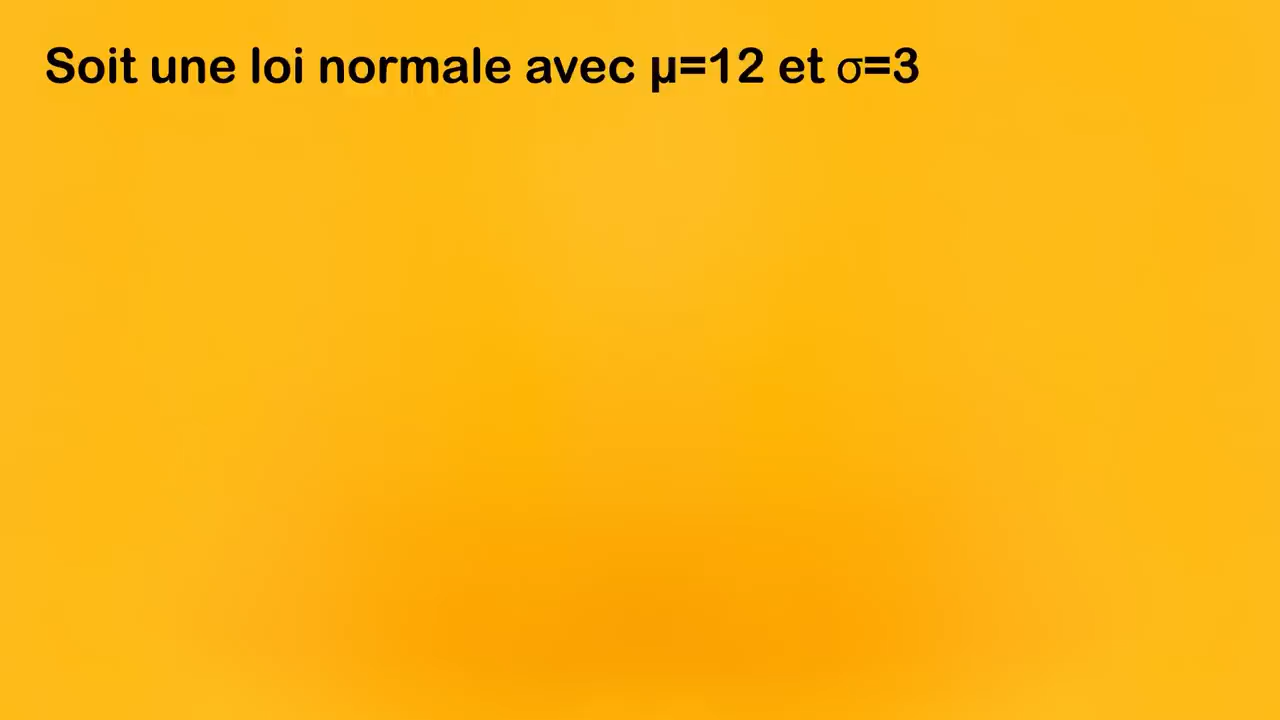 Soit une loi normale avec μ=12 et σ=3